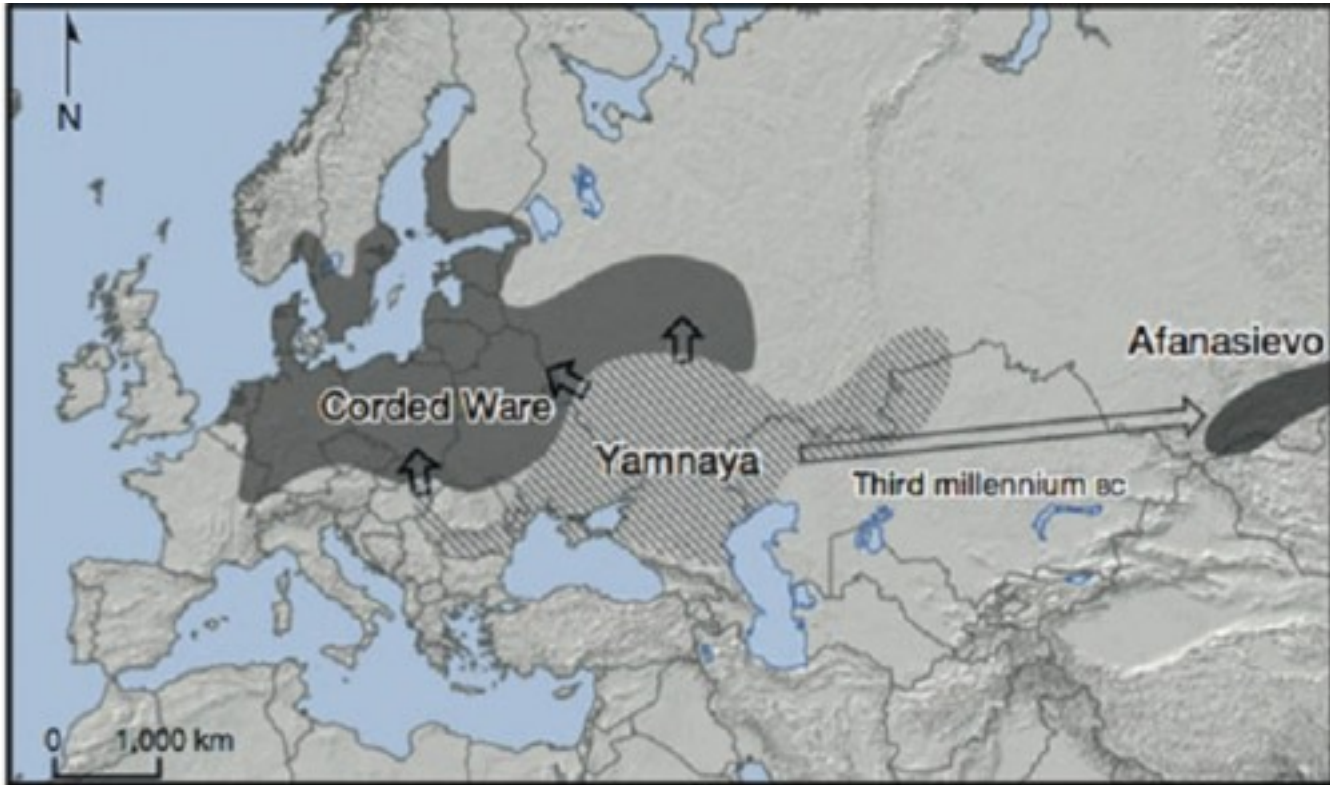 N
Afanasievo
Corded Ware
Yamnaya
Third millennium BC
0 1,000 km